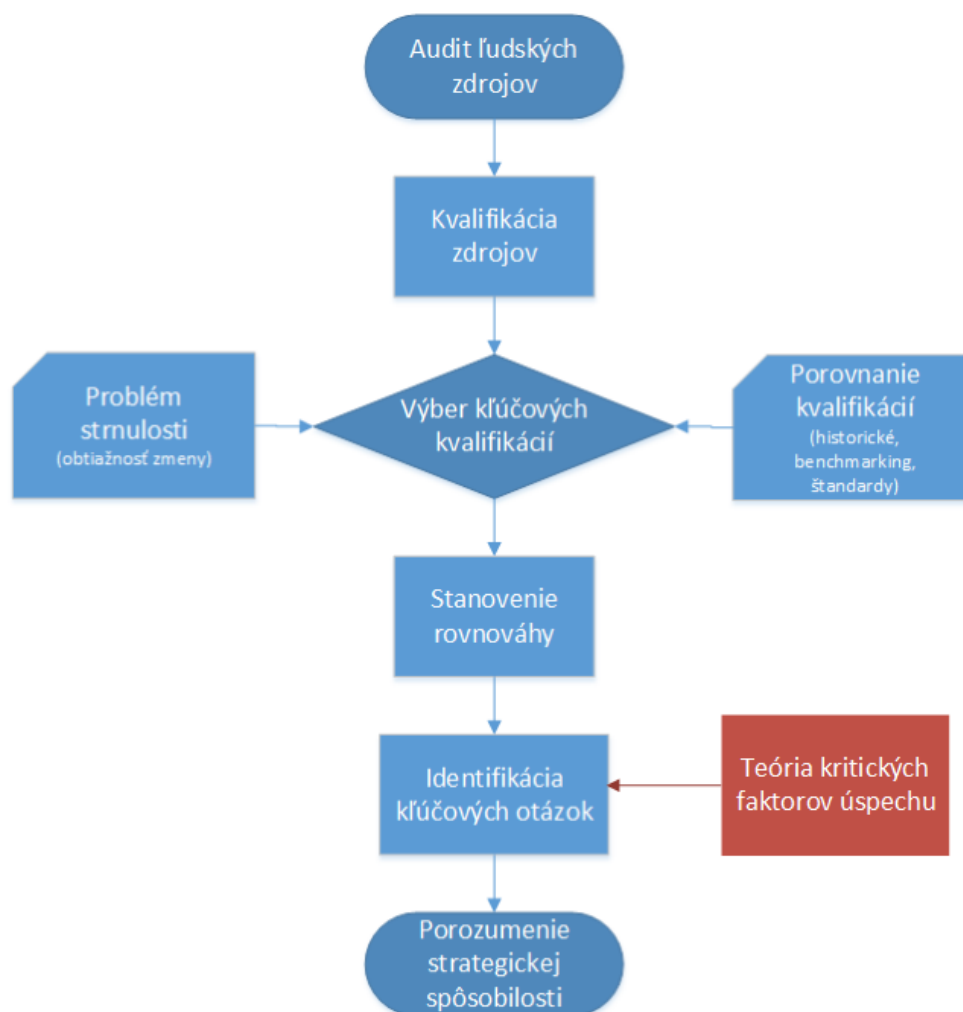 Audit ľudských
zdrojov
Kvalifikácia
zdrojov
Problém
strnulosti
(obtiažnosť zmeny)
Výber kľúčových
kvalifikácií
Porovnanie
kvalifikácií
(historické,
benchmarking,
štandardy)
Stanovenie
rovnováhy
Identifikácia
kľúčových otázok
Teória kritických
faktorov úspechu
Porozumenie
strategickej
spôsobilosti